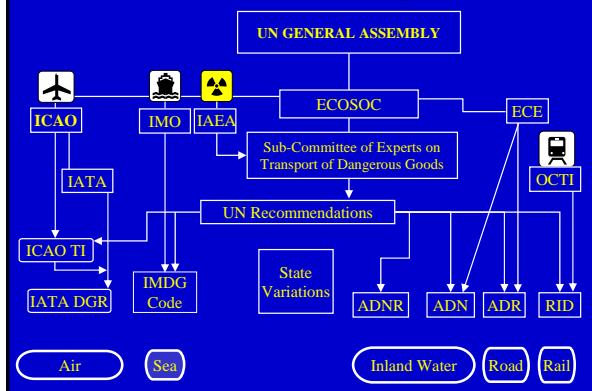 UN GENERAL ASSEMBLY
ECOSOC
ECE
ICAO
IMO
IAEA
Sub-Committee of Experts on
Transport of Dangerous Goods
OCTI
IATA
UN Recommendations
ICAO TI
State
Variations
IMDG
Code
IATA DGR
ADNR
ADN
ADR
RID
Air
Sea
Inland Water
Road
Rail